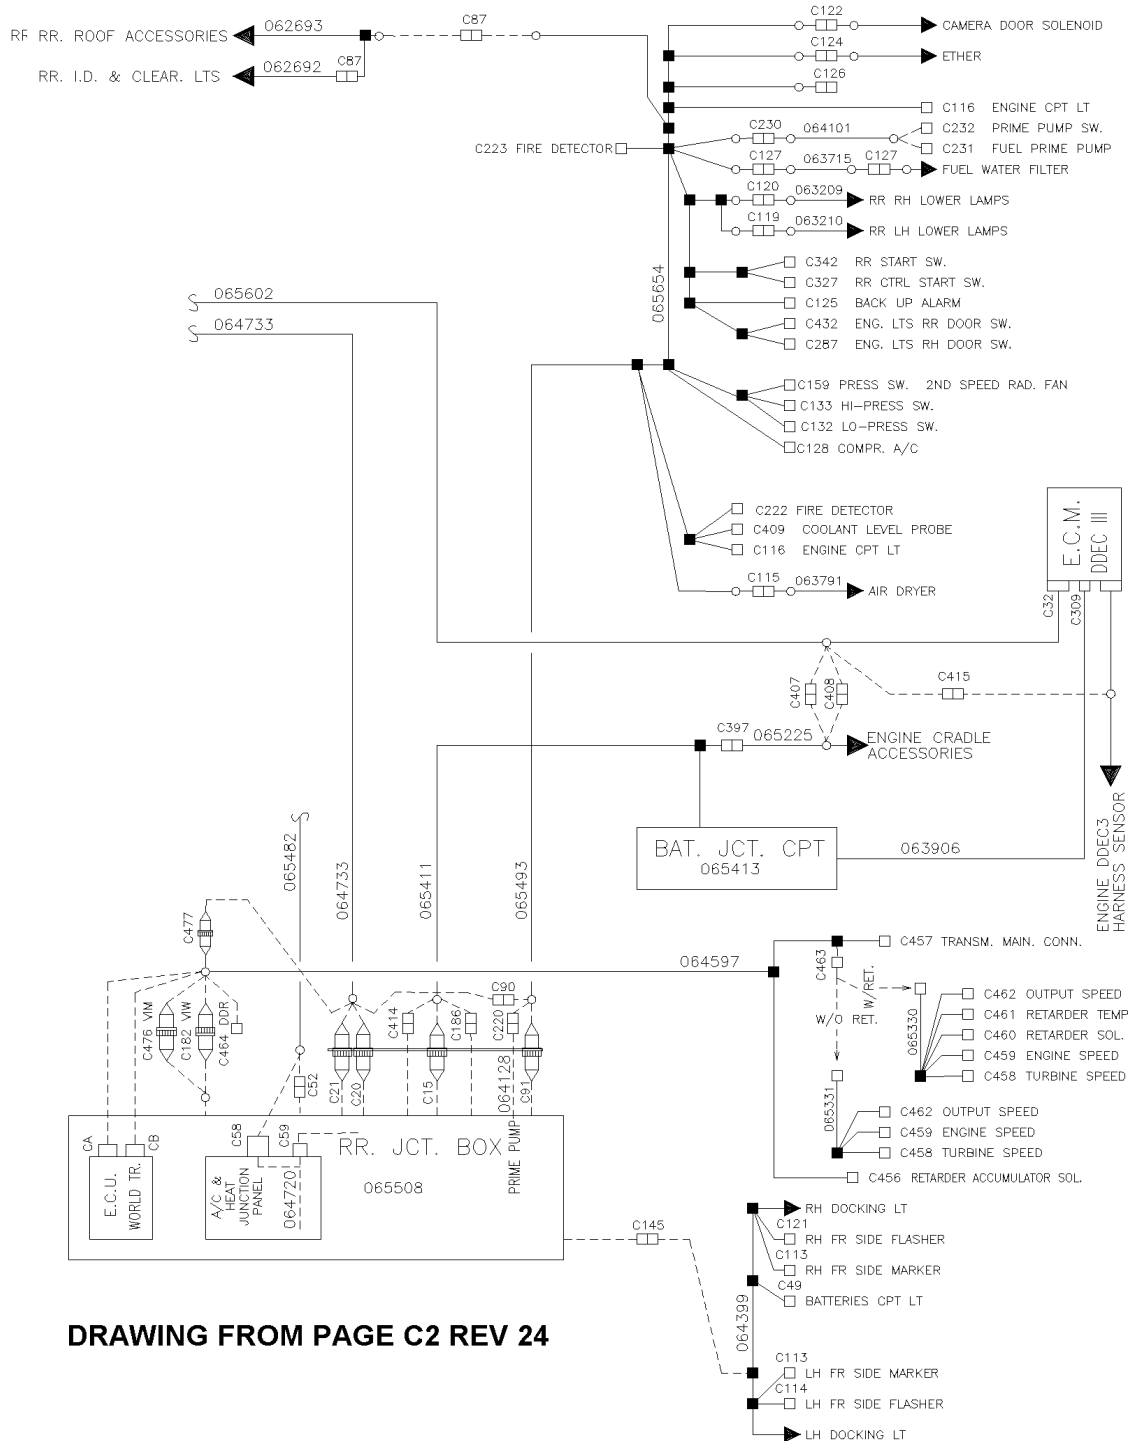 C87
062693
RF RR. ROOF ACCESSORIES
C87
062692
RR. I.D. & CLEAR. LTS
C122
CAMERA DOOR SOLENOID
C124
ETHER
C126
C116 ENGINE CPT LT
C230
064101
C232 PRIME PUMP SW.
C231 FUEL PRIME PUMP
C223 FIRE DETECTOR
C127
063715
C127
FUEL WATER FILTER
C120
063209
RR RH LOWER LAMPS
C119
063210
RR LH LOWER LAMPS
C342 RR START SW.
C327 RR CTRL START SW.
C125 BACK UP ALARM
C432 ENG. LTS RR DOOR SW.
C287 ENG. LTS RH DOOR SW.
065654
065602
064733
C159 PRESS SW. 2ND SPEED RAD. FAN
C133 HI-PRESS SW.
C132 LO-PRESS SW.
C128 COMPR. A/C
C222 FIRE DETECTOR
C409 COOLANT LEVEL PROBE
C116 ENGINE CPT LT
C115
063791
AIR DRYER
E.C.M.
DDEC III
C32
C309
C407
C408
C415
C397
065225
ENGINE CRADLE
ACCESSORIES
BAT. JCT. CPT
065413
063906
ENGINE DDEC3
HARNESS SENSOR
065482
064733
065411
065493
C477
064597
C457 TRANSM. MAIN. CONN.
C463
W/RET.
W/O RET.
065330
C462 OUTPUT SPEED
C461 RETARDER TEMP
C460 RETARDER SOL.
C459 ENGINE SPEED
C458 TURBINE SPEED
065331
C462 OUTPUT SPEED
C459 ENGINE SPEED
C458 TURBINE SPEED
C456 RETARDER ACCUMULATOR SOL.
C476 VIM
C182 VIW
C464 DDR
C52
C21
C20
C414
C15
C186
C90
C220
064128
C91
PRIME PUMP
CA
CB
E.C.U.
WORLD TR.
C58
C59
A/C &
HEAT
JUNCTION
PANEL
064720
RR. JCT. BOX
065508
C145
RH DOCKING LT
C121
RH FR SIDE FLASHER
C113
RH FR SIDE MARKER
C49
BATTERIES CPT LT
064399
C113
LH FR SIDE MARKER
C114
LH FR SIDE FLASHER
LH DOCKING LT
DRAWING FROM PAGE C2 REV 24